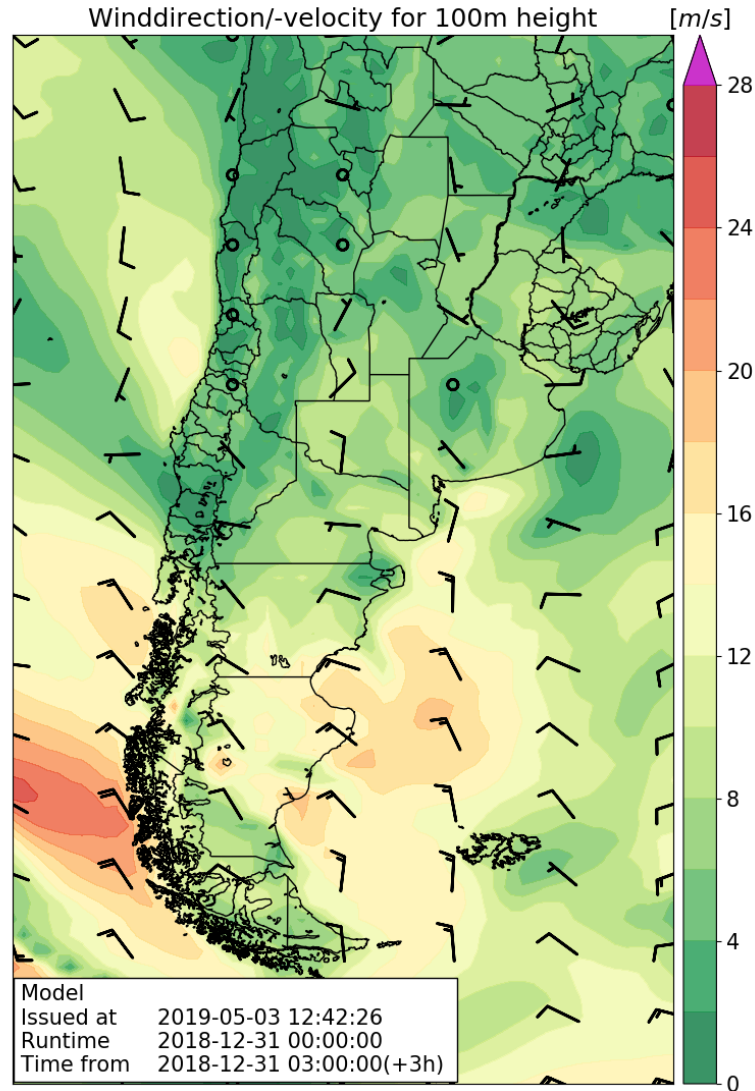 Winddirection/-velocity for 100m height [m/s]
28
24
20
16
12
8
4
0
Model
Issued at 2019-05-03 12:42:26
Runtime 2018-12-31 00:00:00
Time from 2018-12-31 03:00:00(+3h)